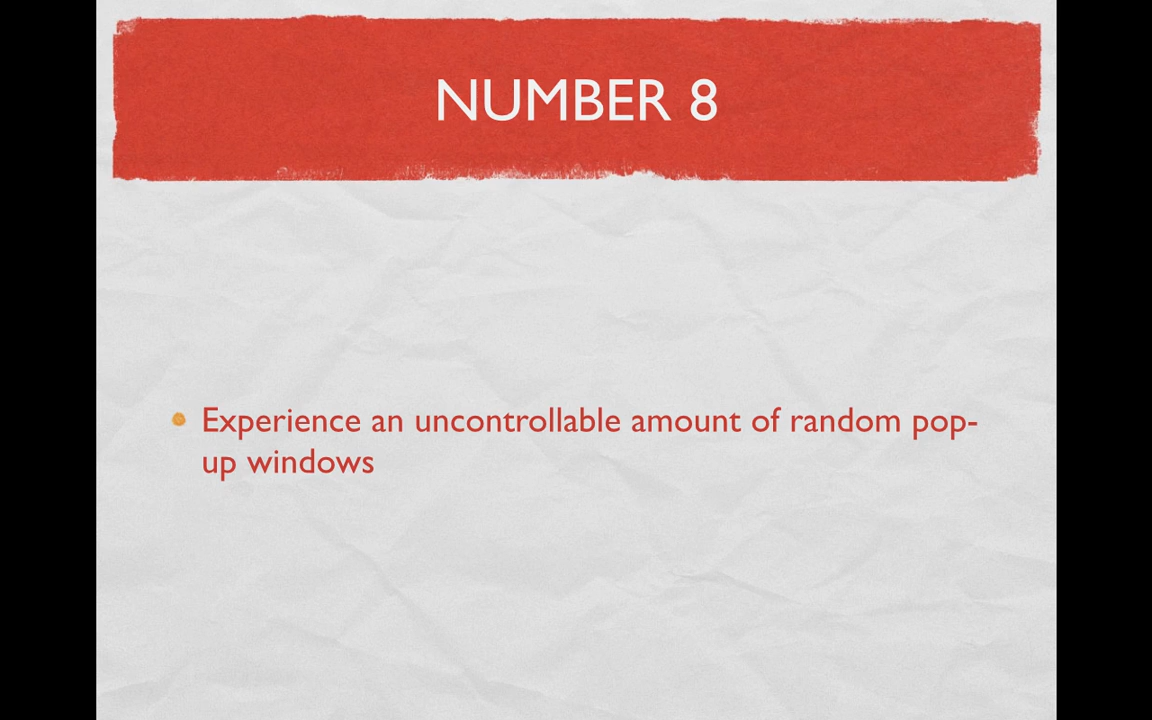 NUMBER 8
Experience an uncontrollable amount of random pop-
up windows